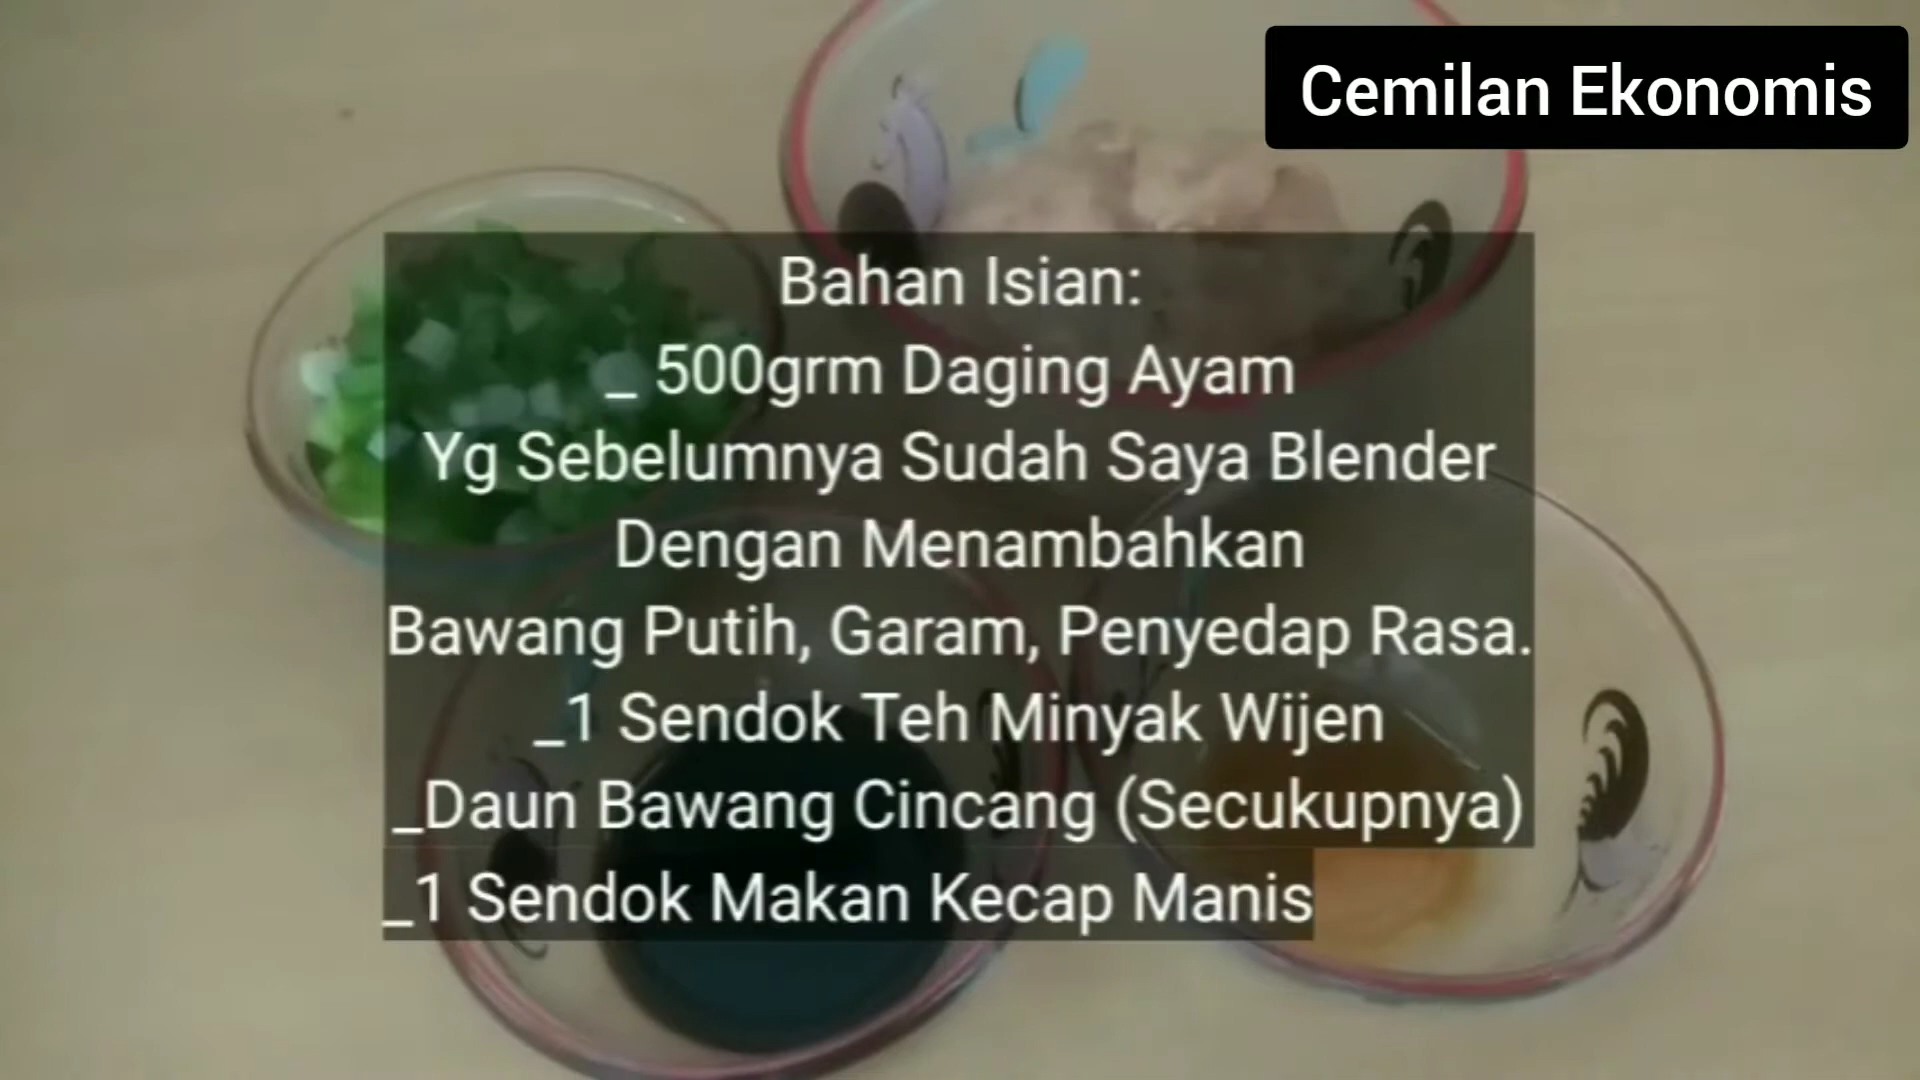 Cemilan Ekonomis
Bahan Isian:
_ 500grm Daging Ayam
Yg Sebelumnya Sudah Saya Blender
Dengan Menambahkan
Bawang Putih, Garam, Penyedap Rasa.
_1 Sendok Teh Minyak Wijen
_Daun Bawang Cincang (Secukupnya)
_1 Sendok Makan Kecap Manis